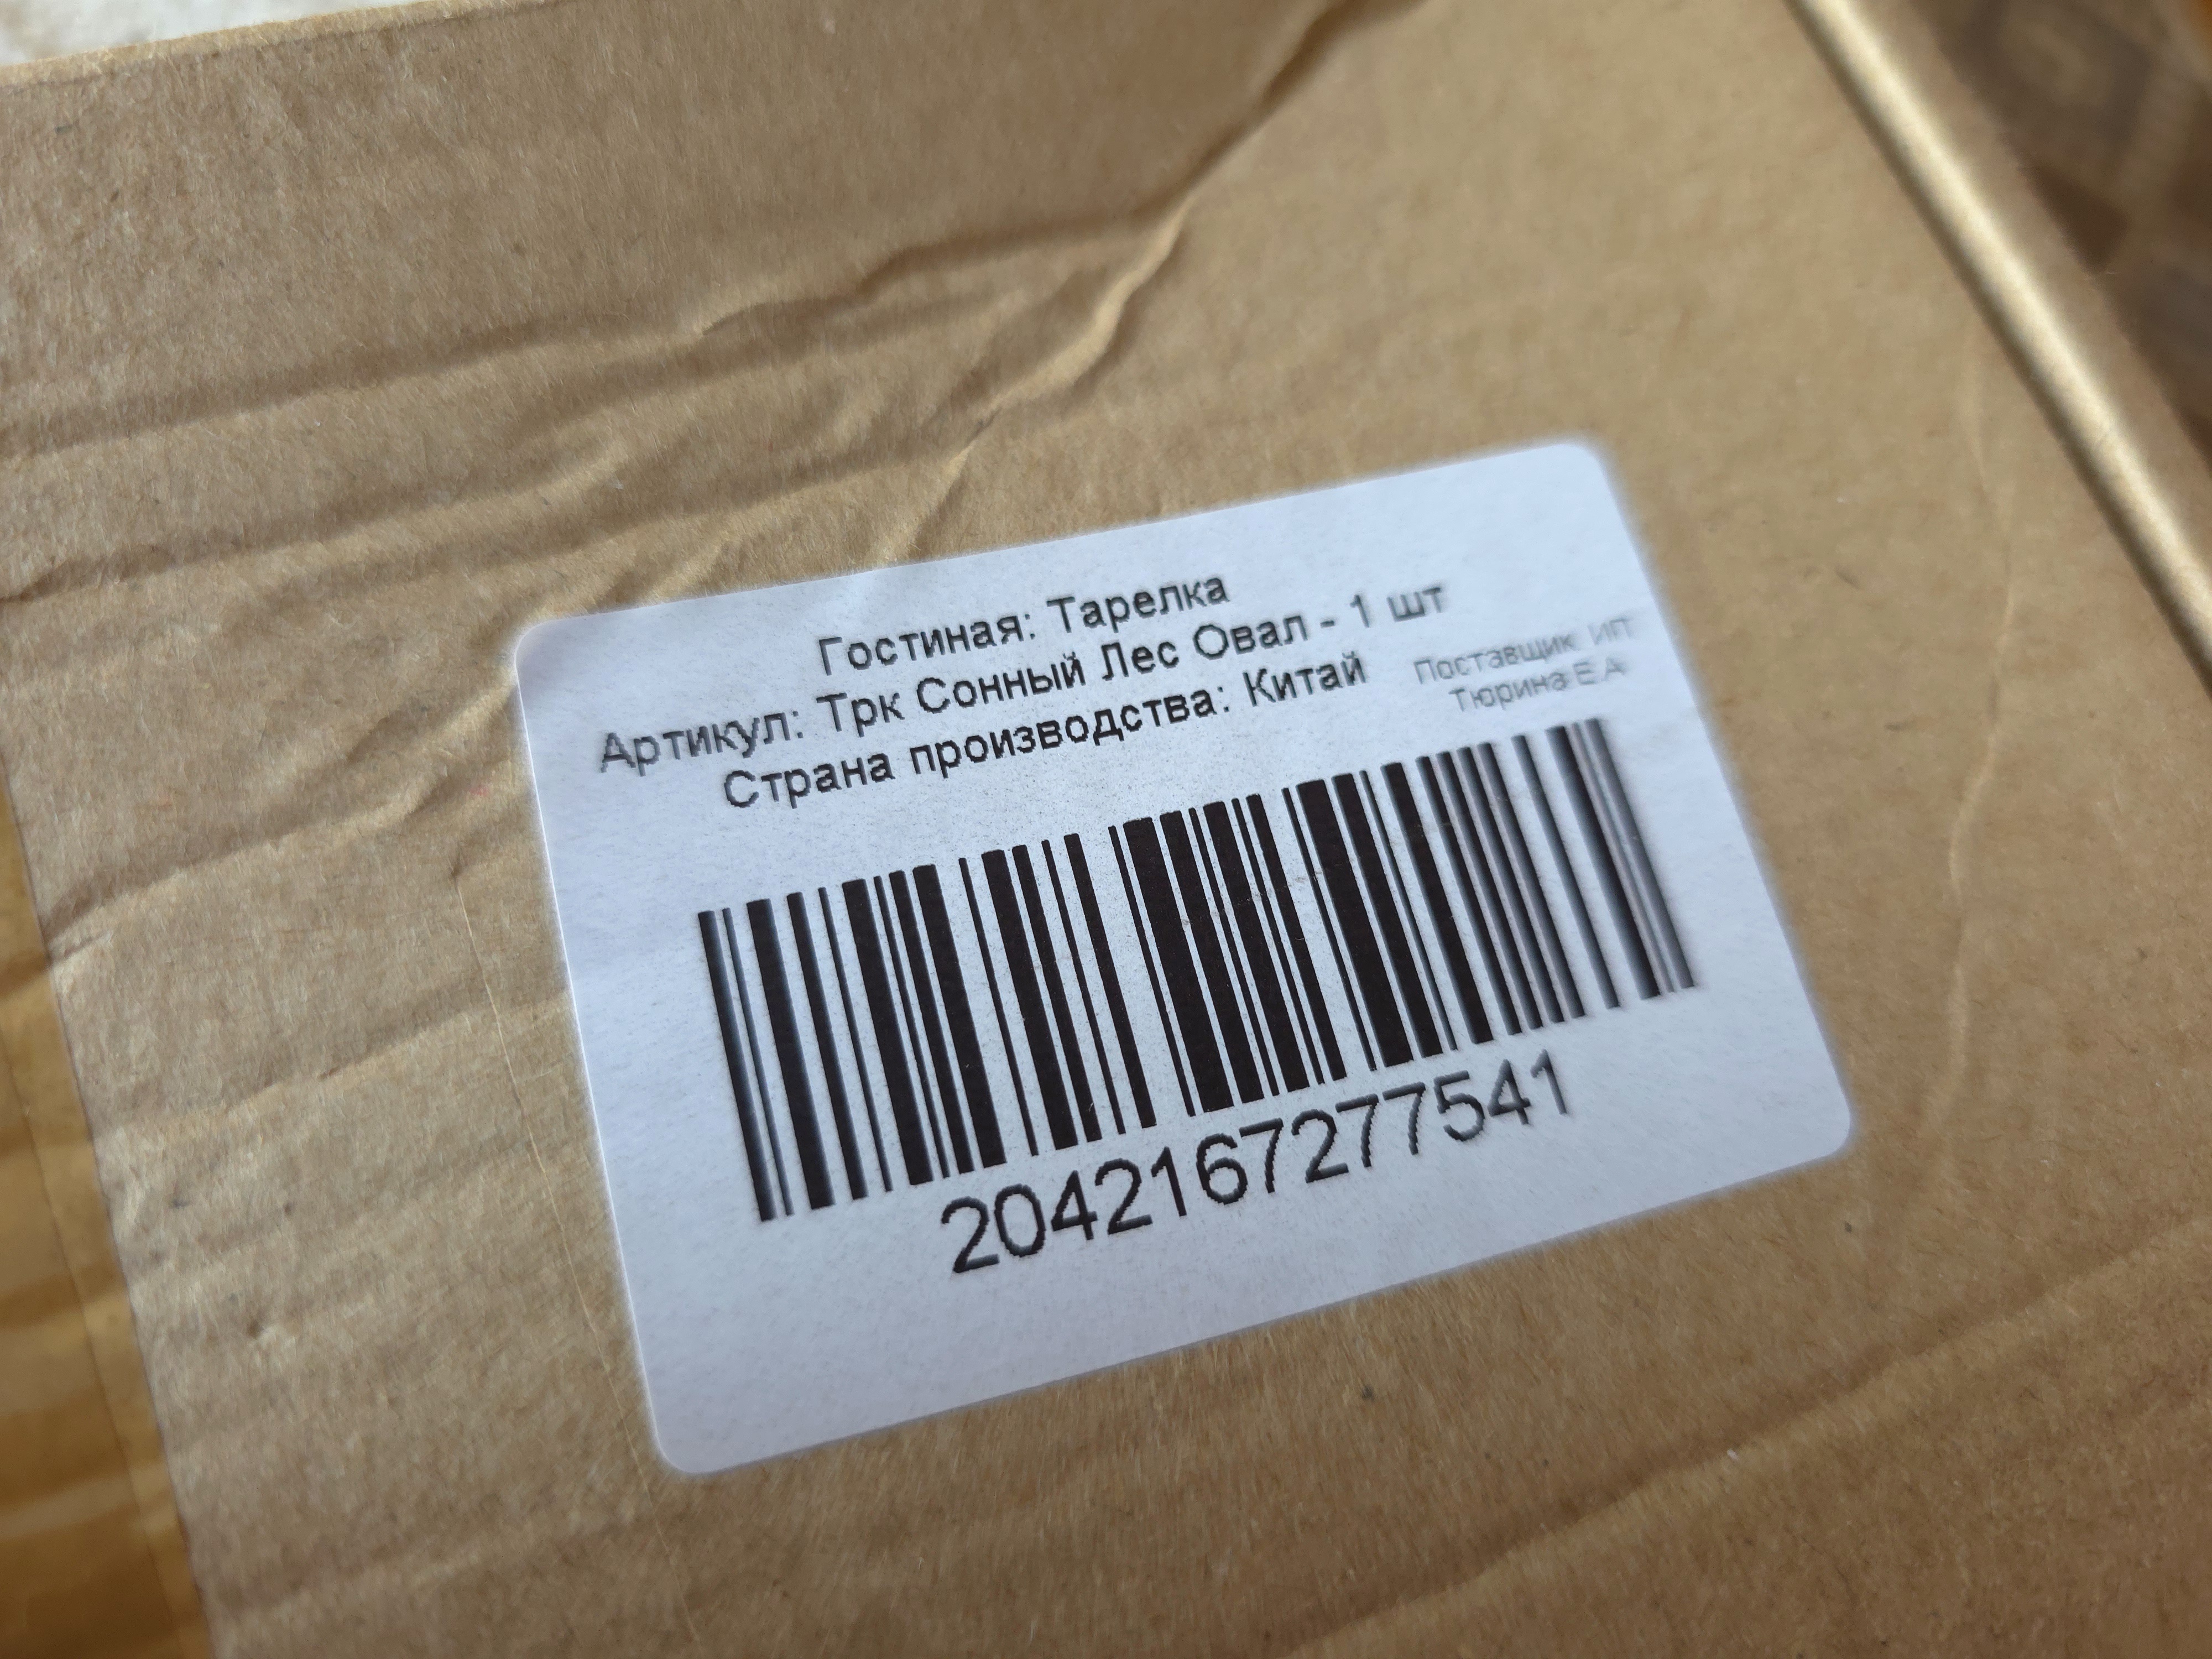 Гостиная: Тарелка
Артикул: Трк Сонный Лес Овал - 1 шт
Страна производства: Китай
Поставщик: ИП
Тюрина Е.А
2042167277541